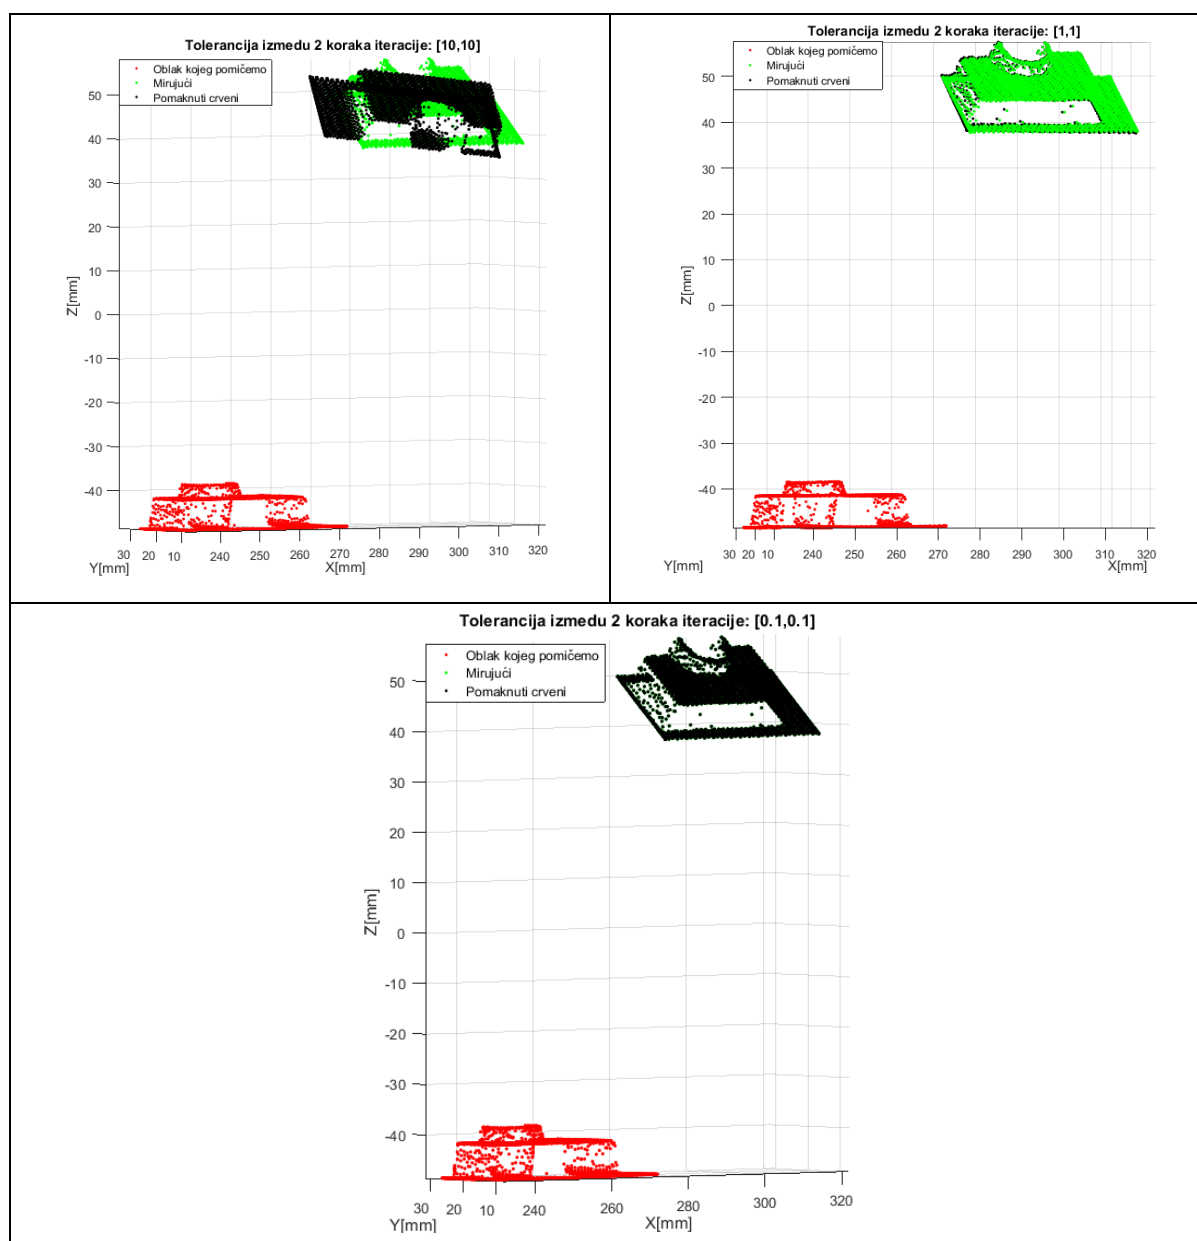 Tolerancija izmedu 2 koraka iteracije: [10,10]
Oblak kojeg pomičemo
Mirujući
Pomaknuti crveni
50
40
30
20
10
0
-10
-20
-30
-40
Z[mm]
30 20 10 240 250 260 270 280 290 300 310 320
Y[mm] X[mm]
Tolerancija izmedu 2 koraka iteracije: [1,1]
Oblak kojeg pomičemo
Mirujući
Pomaknuti crveni
50
40
30
20
10
0
-10
-20
-30
-40
Z[mm]
30 20 10 240 250 260 270 280 290 300 310 320
Y[mm] X[mm]
Tolerancija izmedu 2 koraka iteracije: [0.1,0.1]
Oblak kojeg pomičemo
Mirujući
Pomaknuti crveni
50
40
30
20
10
0
-10
-20
-30
-40
Z[mm]
30 20 10 240 260 280 300 320
Y[mm] X[mm]